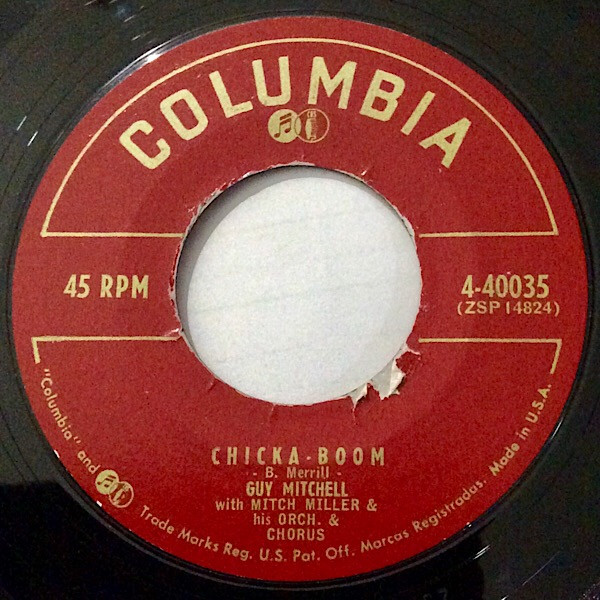 COLUMBIA
45 RPM
4-40035
(ZSP 14824)
CHICKA-BOOM
- B. Merrill -
GUY MITCHELL
with MITCH MILLER &
his ORCH. &
CHORUS
"Columbia" and Trade Marks Reg. U.S. Pat. Off. Marcas Registradas. Made in U.S.A.